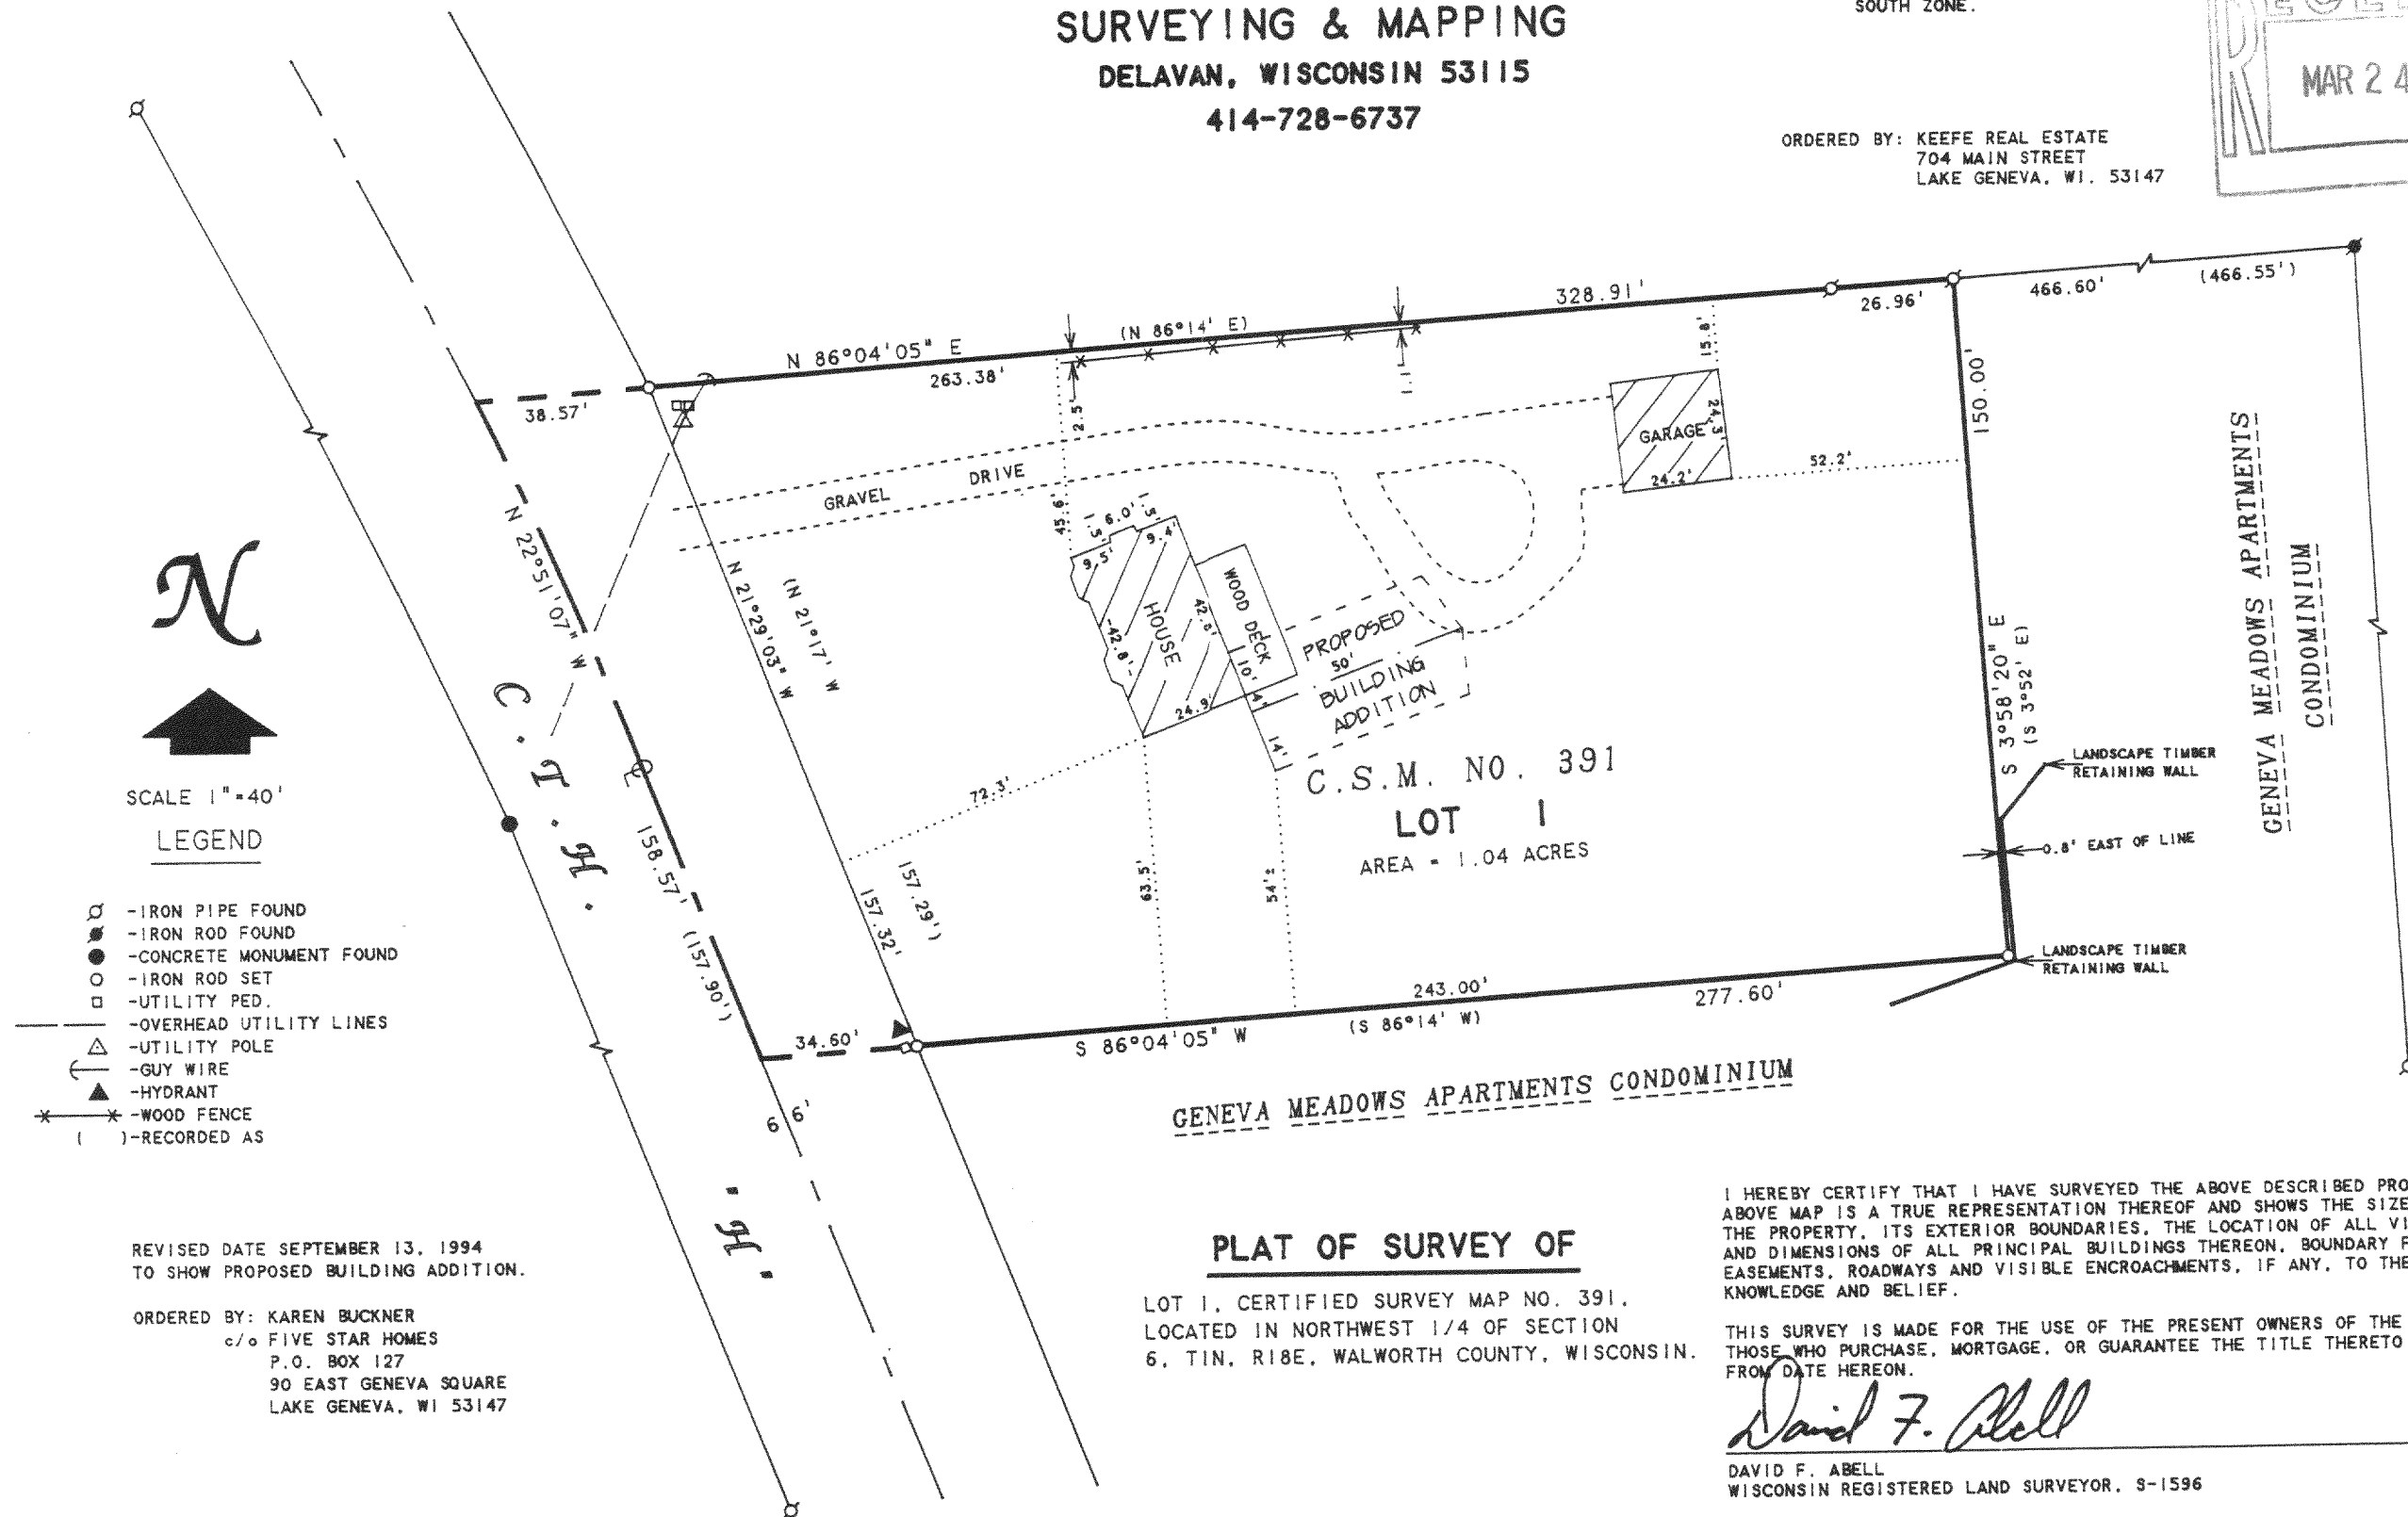 SOUTH ZONE.
SURVEYING & MAPPING
DELAVAN, WISCONSIN 53115
414-728-6737
MAR 24
ORDERED BY: KEEFE REAL ESTATE
704 MAIN STREET
LAKE GENEVA, WI. 53147
328.91'
26.96'
466.60'
(466.55')
N 86°04'05" E
(N 86°14' E)
263.38'
38.57'
2.5'
1.1'
15.8'
150.00'
GRAVEL DRIVE
GARAGE
24.3'
24.2'
52.2'
45.6'
1.5'
6.0'
1.5'
9.5'
9.4'
HOUSE
42.8'
42.8'
24.9'
WOOD DECK
10'
4'
14'
PROPOSED
50'
BUILDING
ADDITION
N 22°51'07" W
N 21°29'03" W
(N 21°17' W
158.57'
(157.90')
157.29')
157.32'
72.3'
63.5'
54'±
C.S.M. NO. 391
LOT 1
AREA = 1.04 ACRES
S 3°58'20" E
(S 3°52' E)
LANDSCAPE TIMBER
RETAINING WALL
0.8' EAST OF LINE
LANDSCAPE TIMBER
RETAINING WALL
GENEVA MEADOWS APARTMENTS
CONDOMINIUM
N
SCALE 1"=40'
LEGEND
-IRON PIPE FOUND
-IRON ROD FOUND
-CONCRETE MONUMENT FOUND
-IRON ROD SET
-UTILITY PED.
-OVERHEAD UTILITY LINES
-UTILITY POLE
-GUY WIRE
-HYDRANT
-WOOD FENCE
( )-RECORDED AS
C.T.H.
"H"
34.60'
66'
243.00'
277.60'
S 86°04'05" W
(S 86°14' W)
GENEVA MEADOWS APARTMENTS CONDOMINIUM
REVISED DATE SEPTEMBER 13, 1994
TO SHOW PROPOSED BUILDING ADDITION.
ORDERED BY: KAREN BUCKNER
c/o FIVE STAR HOMES
P.O. BOX 127
90 EAST GENEVA SQUARE
LAKE GENEVA, WI 53147
PLAT OF SURVEY OF
LOT 1, CERTIFIED SURVEY MAP NO. 391,
LOCATED IN NORTHWEST 1/4 OF SECTION
6, T1N, R18E, WALWORTH COUNTY, WISCONSIN.
I HEREBY CERTIFY THAT I HAVE SURVEYED THE ABOVE DESCRIBED PRO
ABOVE MAP IS A TRUE REPRESENTATION THEREOF AND SHOWS THE SIZE
THE PROPERTY, ITS EXTERIOR BOUNDARIES, THE LOCATION OF ALL VI
AND DIMENSIONS OF ALL PRINCIPAL BUILDINGS THEREON, BOUNDARY F
EASEMENTS, ROADWAYS AND VISIBLE ENCROACHMENTS, IF ANY, TO THE
KNOWLEDGE AND BELIEF.
THIS SURVEY IS MADE FOR THE USE OF THE PRESENT OWNERS OF THE
THOSE WHO PURCHASE, MORTGAGE, OR GUARANTEE THE TITLE THERETO
FROM DATE HEREON.
David F. Abell
DAVID F. ABELL
WISCONSIN REGISTERED LAND SURVEYOR, S-1596